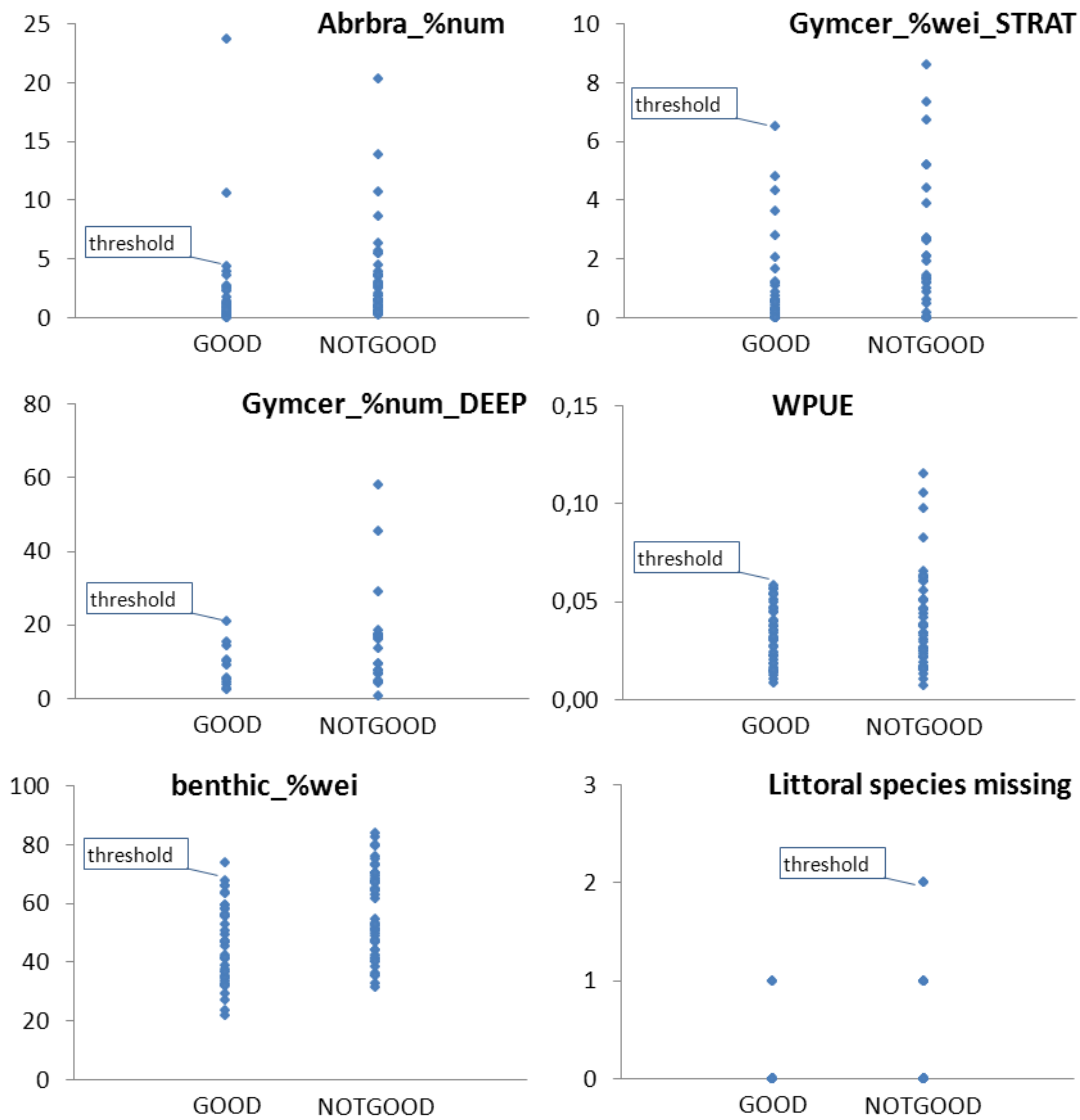 Abrbra_%num
25
20
15
10
5
0
threshold
GOOD NOTGOOD
Gymcer_%wei_STRAT
10
8
6
4
2
0
threshold
GOOD NOTGOOD
Gymcer_%num_DEEP
80
60
40
20
0
threshold
GOOD NOTGOOD
WPUE
0,15
0,10
0,05
0,00
threshold
GOOD NOTGOOD
benthic_%wei
100
80
60
40
20
0
threshold
GOOD NOTGOOD
Littoral species missing
3
2
1
0
threshold
GOOD NOTGOOD